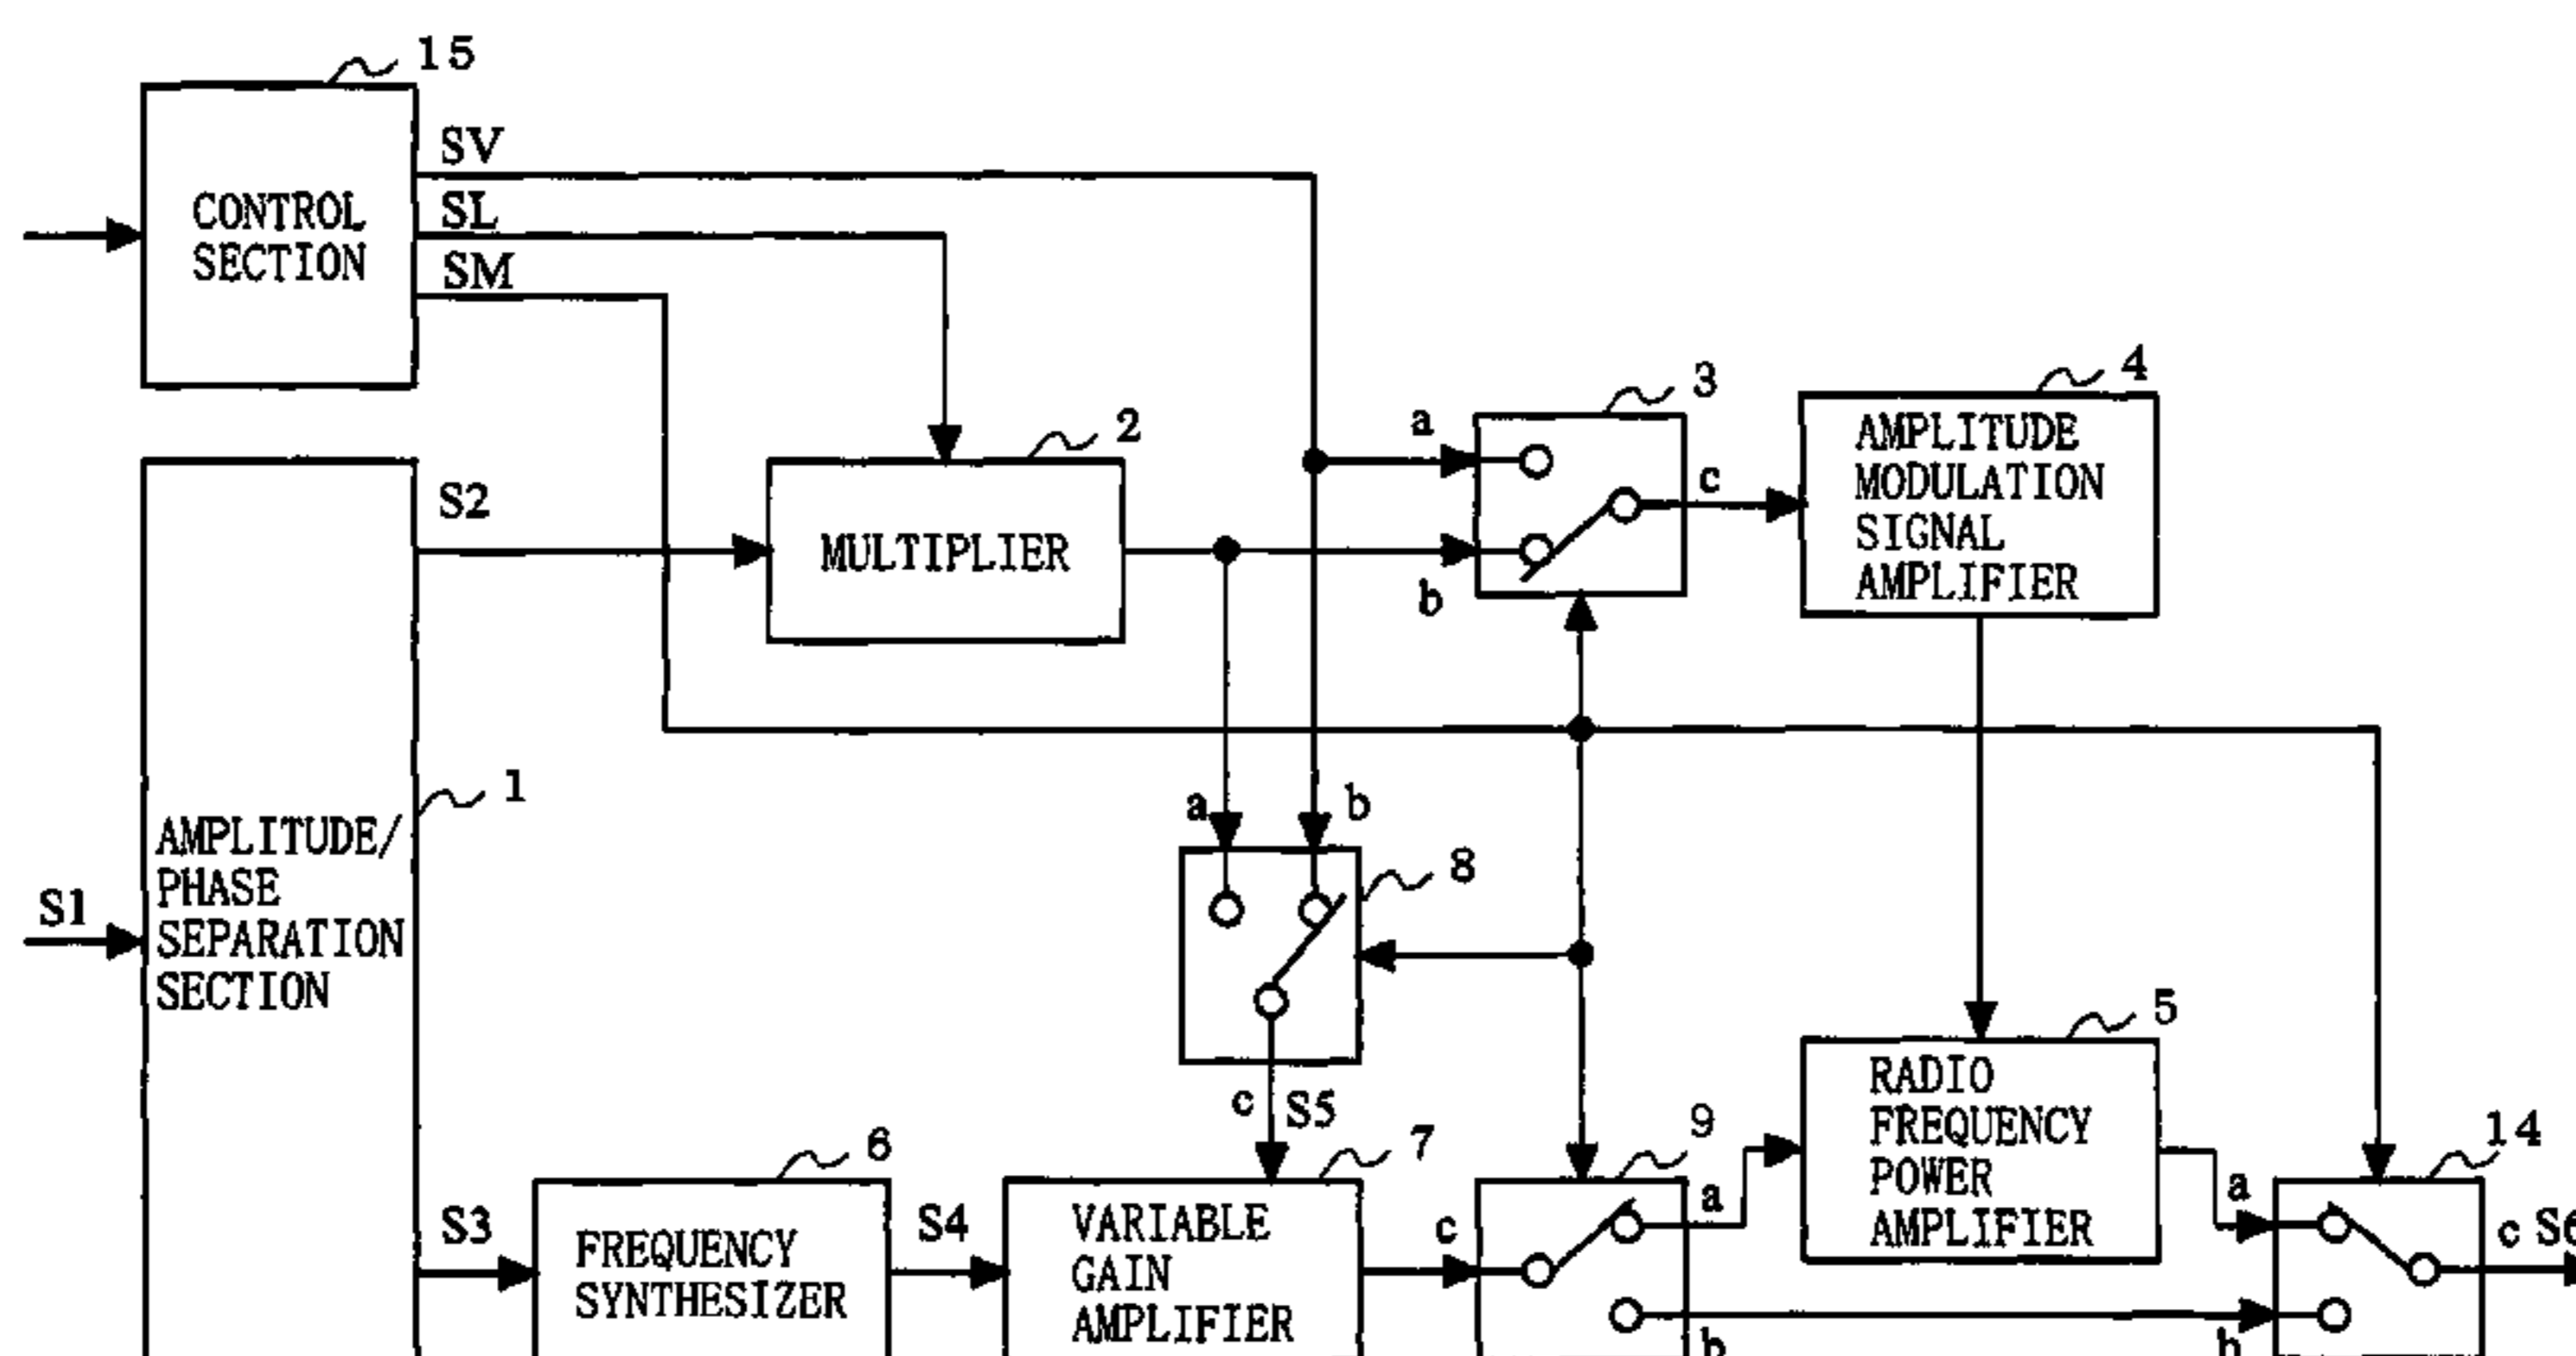 15
SV
CONTROL
SECTION
SL
SM
3
4
a
AMPLITUDE
MODULATION
SIGNAL
AMPLIFIER
2
c
S2
MULTIPLIER
b
1
a
b
AMPLITUDE/
PHASE
SEPARATION
SECTION
8
S1
5
c
S5
RADIO
FREQUENCY
POWER
AMPLIFIER
9
14
6
7
a
a
S3
S4
c
c
FREQUENCY
SYNTHESIZER
VARIABLE
GAIN
AMPLIFIER